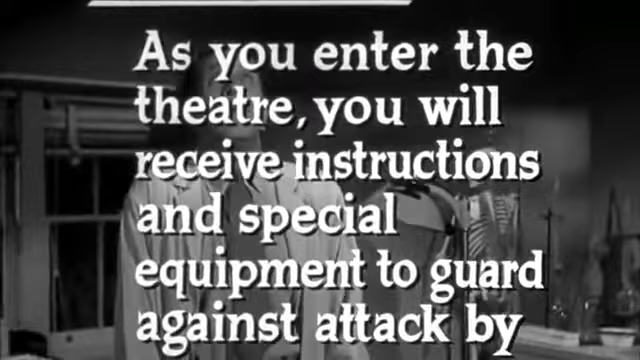 As you enter the
theatre, you will
receive instructions
and special
equipment to guard
against attack by